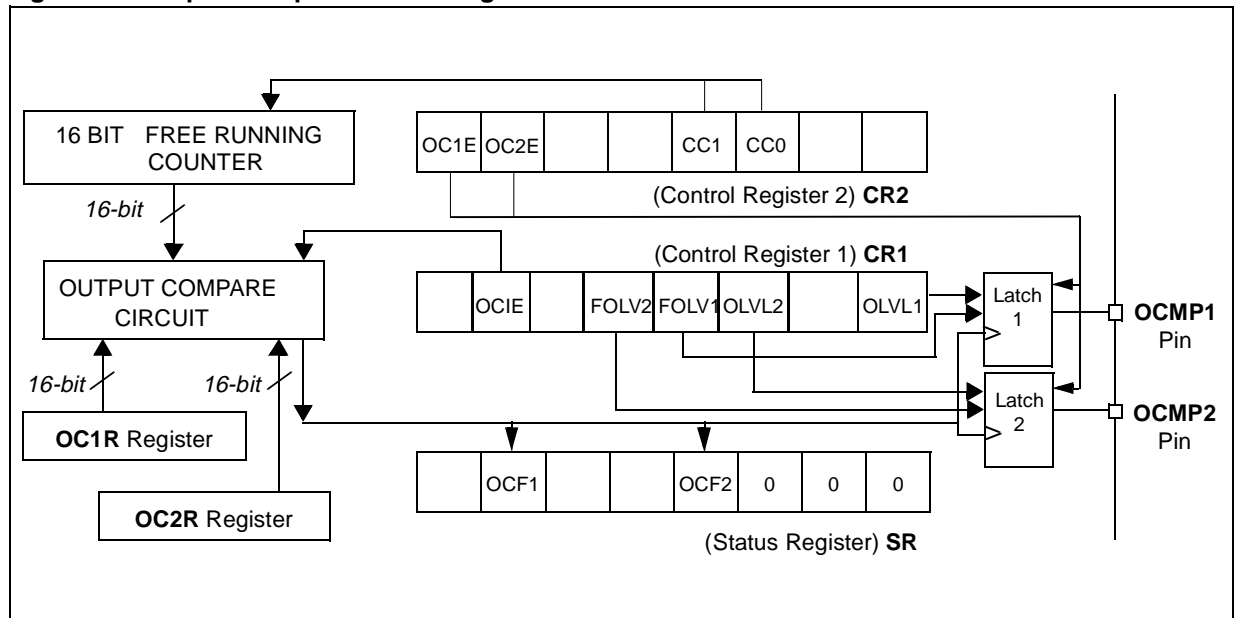 16 BIT FREE RUNNING
COUNTER
OC1E OC2E CC1 CC0
(Control Register 2) CR2
16-bit
(Control Register 1) CR1
OUTPUT COMPARE
CIRCUIT
OCIE FOLV2 FOLV1 OLVL2 OLVL1
Latch
1
OCMP1
Pin
16-bit 16-bit
Latch
2
OCMP2
Pin
OC1R Register
OCF1 OCF2 0 0 0
OC2R Register
(Status Register) SR